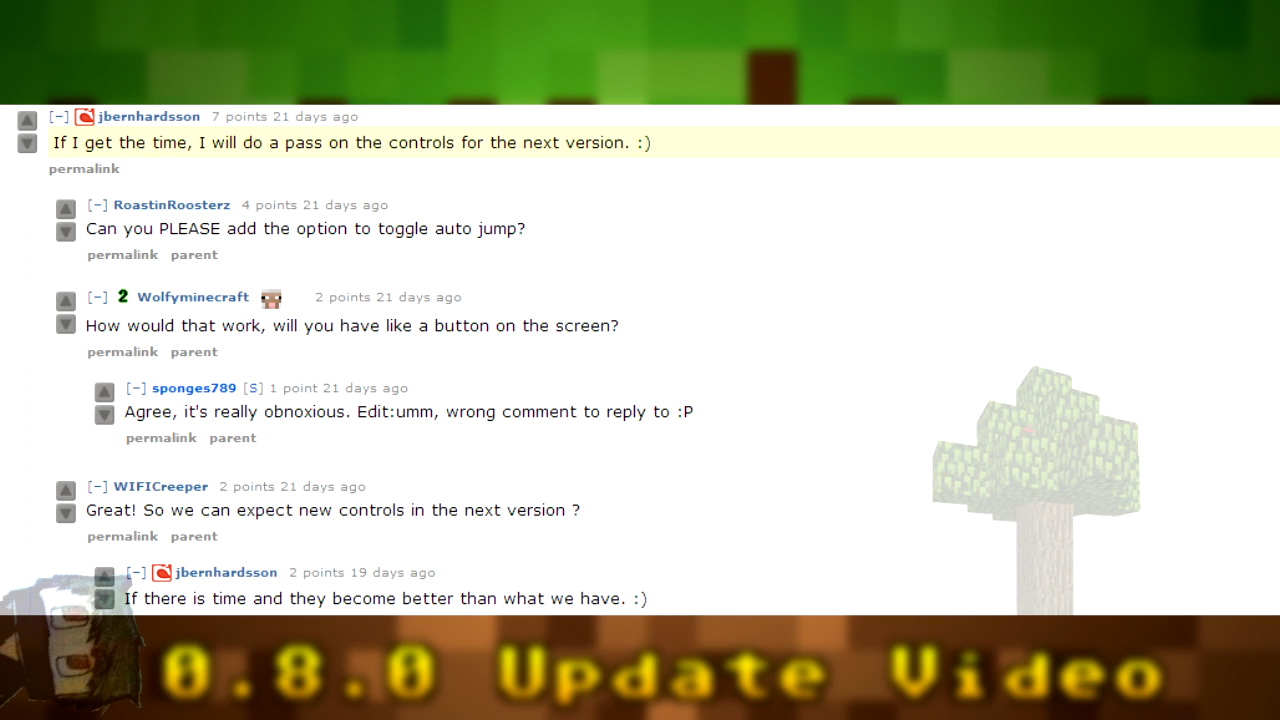 [−] jbernhardsson 7 points 21 days ago
If I get the time, I will do a pass on the controls for the next version. :)
permalink
[−] RoastinRoosterz 4 points 21 days ago
Can you PLEASE add the option to toggle auto jump?
permalink parent
[−] 2 Wolfyminecraft 2 points 21 days ago
How would that work, will you have like a button on the screen?
permalink parent
[−] sponges789 [S] 1 point 21 days ago
Agree, it's really obnoxious. Edit:umm, wrong comment to reply to :P
permalink parent
[−] WIFICreeper 2 points 21 days ago
Great! So we can expect new controls in the next version ?
permalink parent
[−] jbernhardsson 2 points 19 days ago
If there is time and they become better than what we have. :)
0.8.0 Update Video